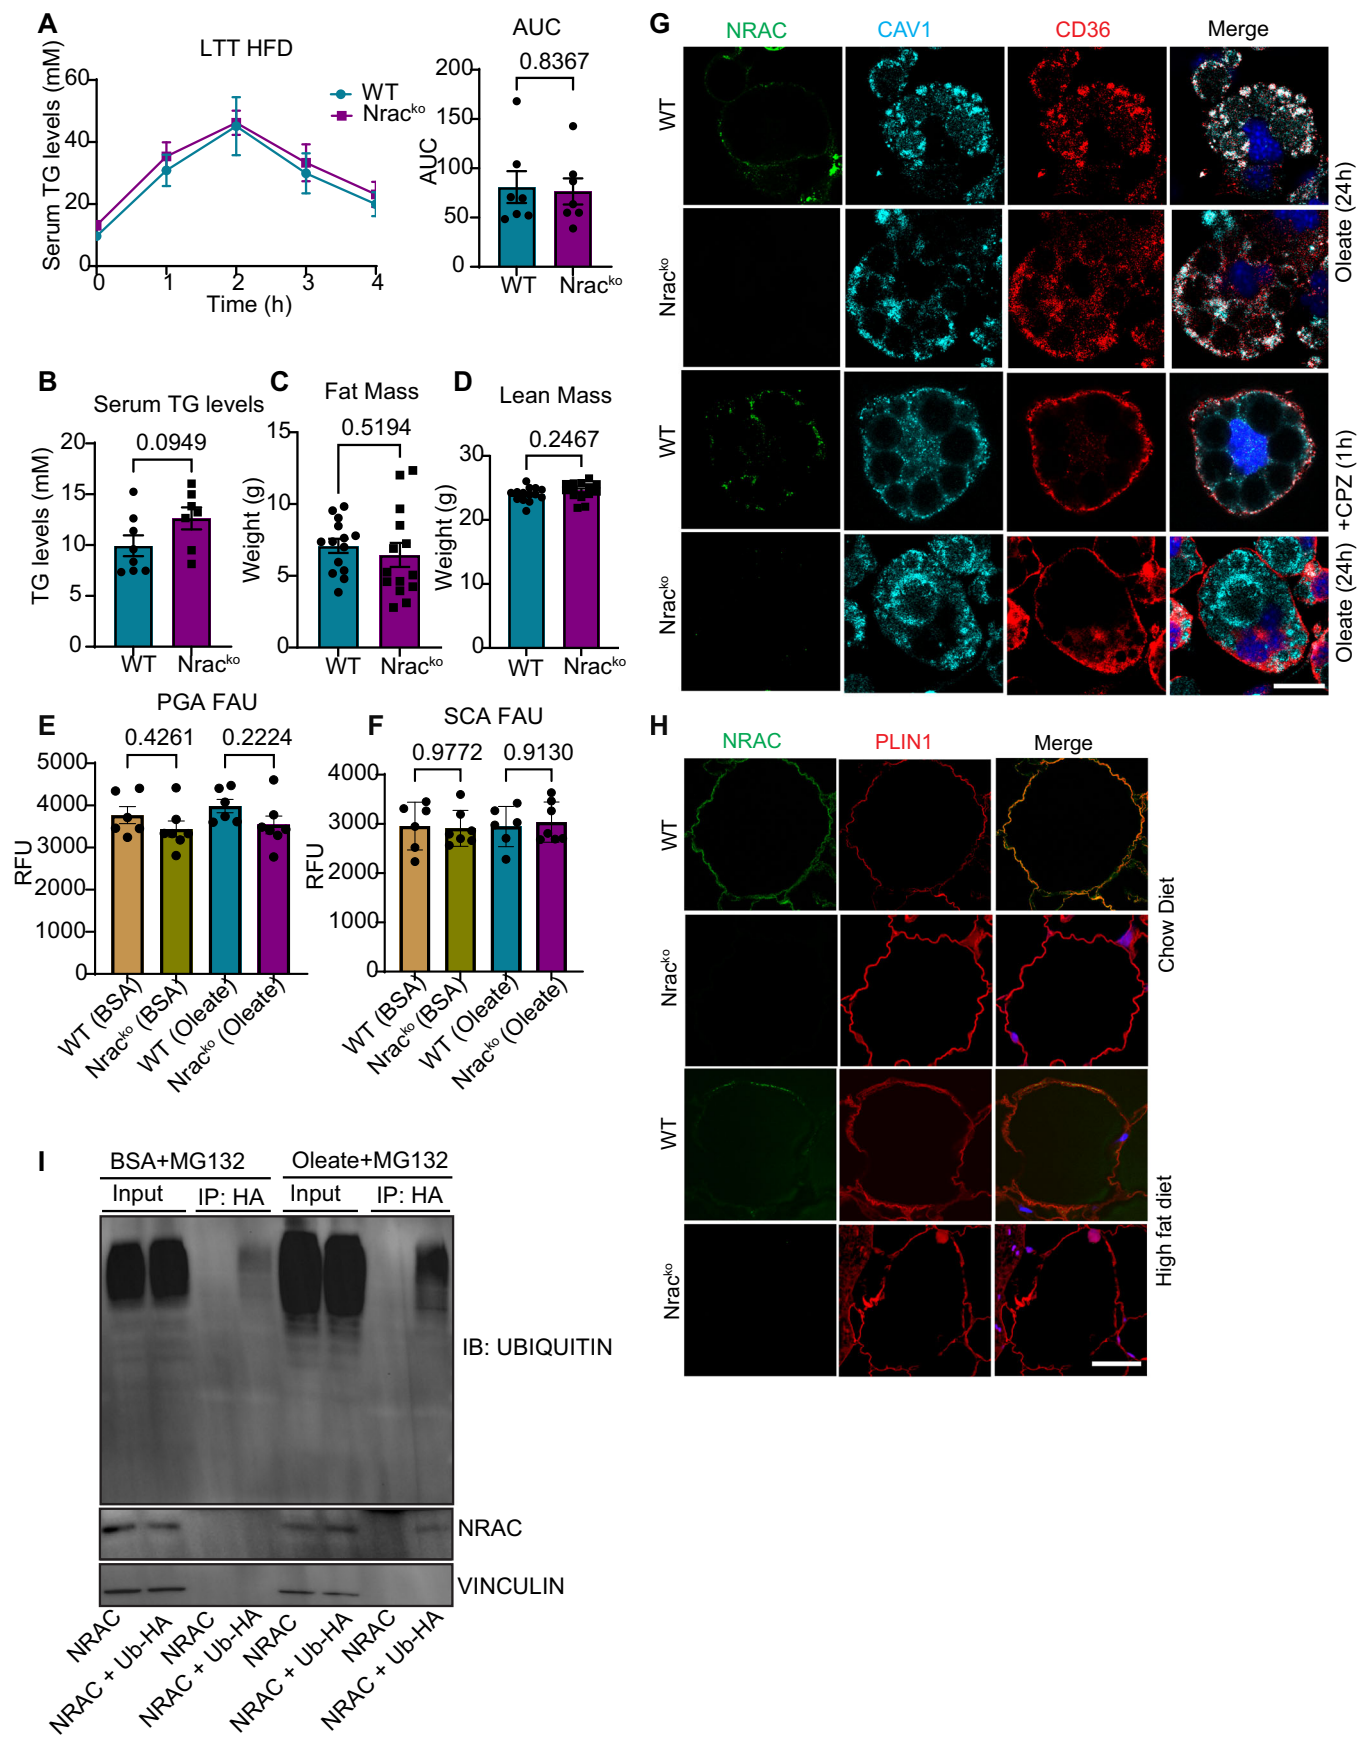 A
LTT HFD
Serum TG levels (mM)
60
40
20
0
0 1 2 3 4
Time (h)
WT
Nracko
AUC
0.8367
AUC
200
150
100
50
0
WT Nracko
B
Serum TG levels
0.0949
TG levels (mM)
20
15
10
5
0
WT Nracko
C
Fat Mass
0.5194
Weight (g)
15
10
5
0
WT Nracko
D
Lean Mass
0.2467
Weight (g)
30
20
10
0
WT Nracko
E
PGA FAU
0.4261 0.2224
RFU
5000
4000
3000
2000
1000
0
WT (BSA)
Nracko (BSA)
WT (Oleate)
Nracko (Oleate)
F
SCA FAU
0.9772 0.9130
RFU
4000
3000
2000
1000
0
WT (BSA)
Nracko (BSA)
WT (Oleate)
Nracko (Oleate)
G
NRAC CAV1 CD36 Merge
WT
Nracko
WT
Nracko
Oleate (24h)
Oleate (24h) +CPZ (1h)
H
NRAC PLIN1 Merge
WT
Nracko
WT
Nracko
Chow Diet
High fat diet
I
BSA+MG132 Oleate+MG132
Input IP: HA Input IP: HA
IB: UBIQUITIN
NRAC
VINCULIN
NRAC
NRAC + Ub-HA
NRAC
NRAC + Ub-HA
NRAC
NRAC + Ub-HA
NRAC
NRAC + Ub-HA